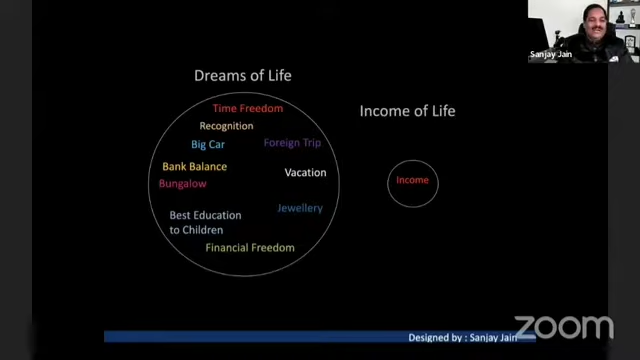 Sanjay Jain
Dreams of Life
Income of Life
Time Freedom
Recognition
Big Car
Foreign Trip
Bank Balance
Vacation
Bungalow
Income
Jewellery
Best Education
to Children
Financial Freedom
zoom
Designed by : Sanjay Jain